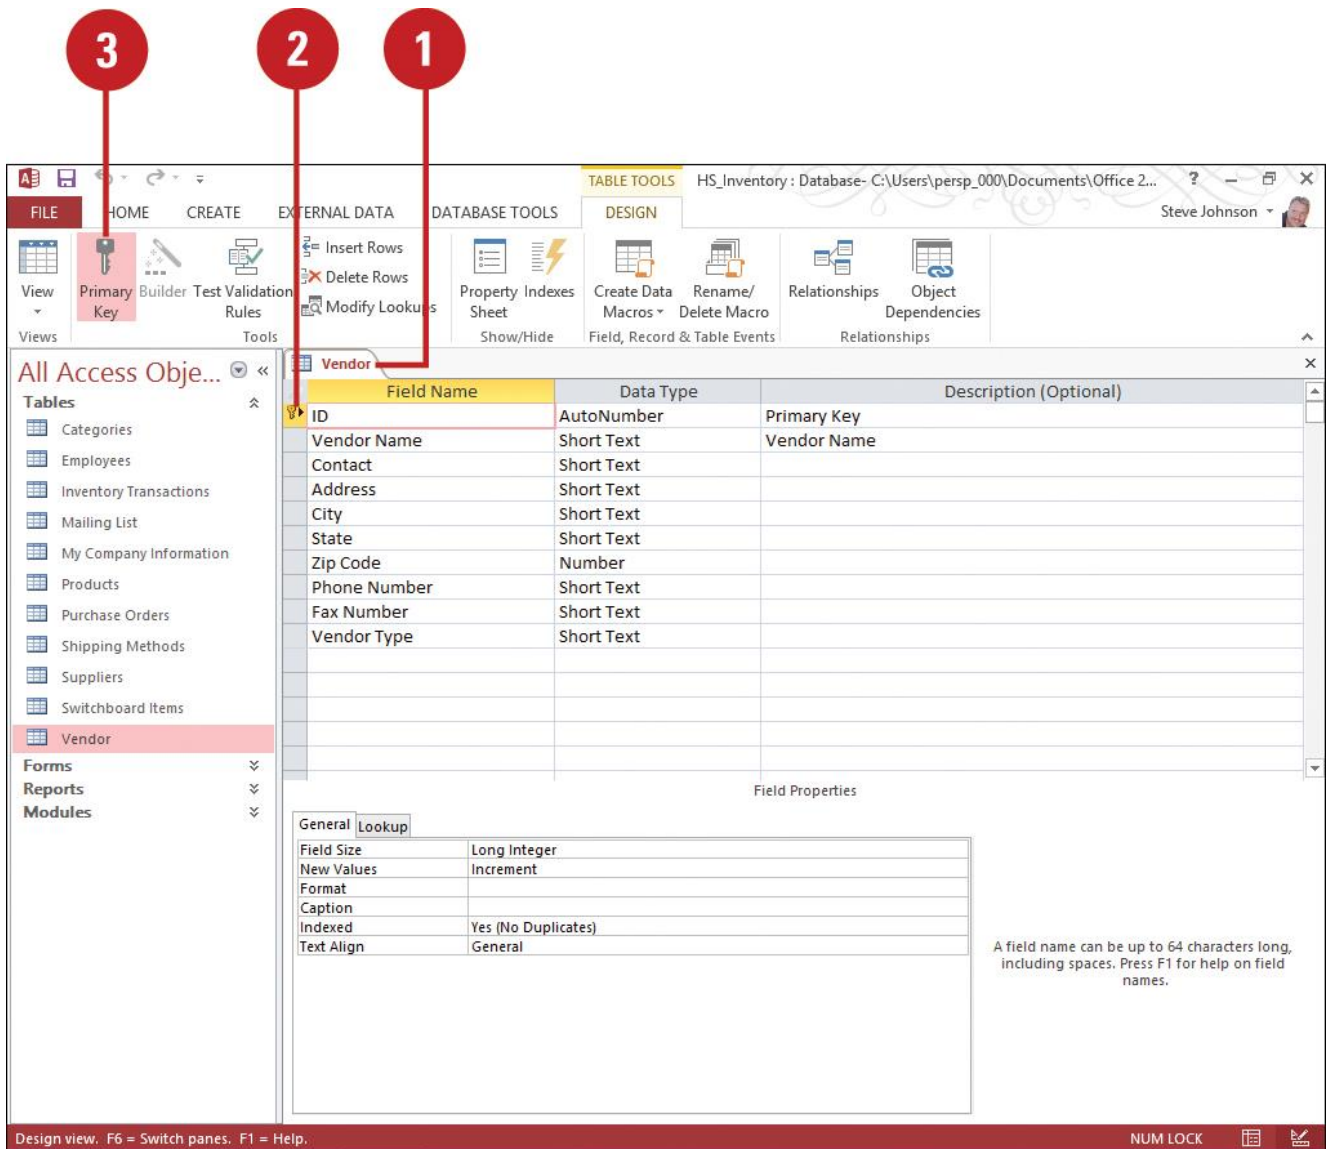 3 2 1
TABLE TOOLS HS_Inventory : Database- C:\Users\persp_000\Documents\Office 2... ?
FILE HOME CREATE EXTERNAL DATA DATABASE TOOLS DESIGN Steve Johnson
View
Primary Key
Builder
Test Validation Rules
Insert Rows
Delete Rows
Modify Lookups
Property Sheet
Indexes
Create Data Macros
Rename/ Delete Macro
Relationships
Object Dependencies
Views Tools Show/Hide Field, Record & Table Events Relationships
All Access Obje... «
Tables
Categories
Employees
Inventory Transactions
Mailing List
My Company Information
Products
Purchase Orders
Shipping Methods
Suppliers
Switchboard Items
Vendor
Forms
Reports
Modules
Vendor
Field Name Data Type Description (Optional)
ID AutoNumber Primary Key
Vendor Name Short Text Vendor Name
Contact Short Text
Address Short Text
City Short Text
State Short Text
Zip Code Number
Phone Number Short Text
Fax Number Short Text
Vendor Type Short Text
Field Properties
General Lookup
Field Size Long Integer
New Values Increment
Format
Caption
Indexed Yes (No Duplicates)
Text Align General
A field name can be up to 64 characters long,
including spaces. Press F1 for help on field
names.
Design view. F6 = Switch panes. F1 = Help. NUM LOCK